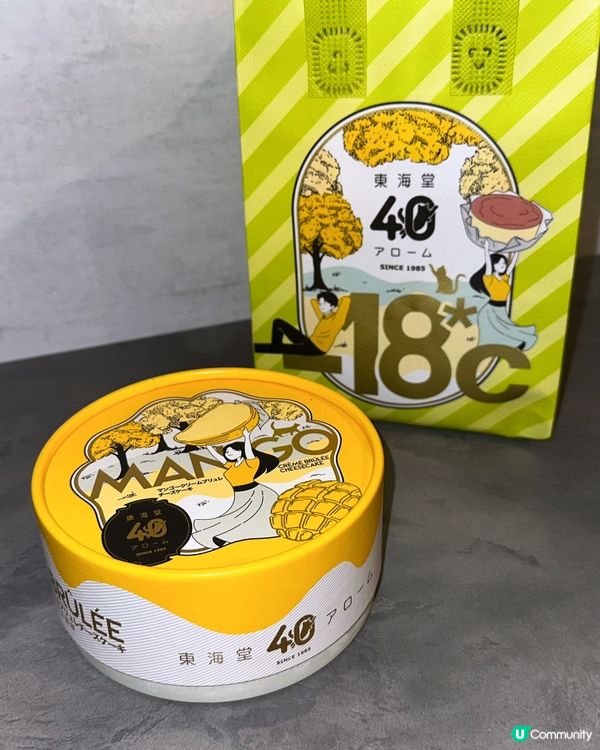 東海堂
40
アローム
SINCE 1985
-18°C
MANGO
CRÈME BRÛLÉE
CHEESECAKE
マンゴークリームブリュレ
チーズケーキ
東海堂
40
アローム
SINCE 1985
BRÛLÉE
チーズケーキ
東海堂
40
SINCE 1985
アローム
U Community